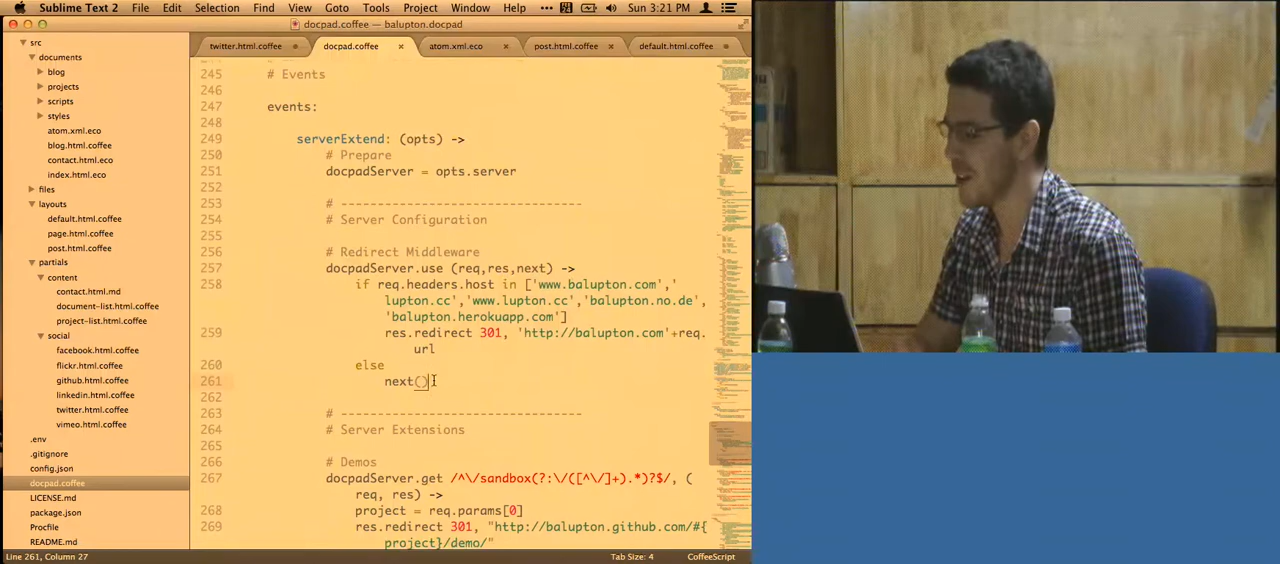 Sublime Text 2 File Edit Selection Find View Goto Tools Project Window Help Sun 3:21 PM
docpad.coffee — balupton.docpad
twitter.html.coffee docpad.coffee atom.xml.eco post.html.coffee default.html.coffee
src
documents
blog
projects
scripts
styles
atom.xml.eco
blog.html.coffee
contact.html.eco
index.html.eco
files
layouts
default.html.coffee
page.html.coffee
post.html.coffee
partials
content
contact.html.md
document-list.html.coffee
project-list.html.coffee
social
facebook.html.coffee
flickr.html.coffee
github.html.coffee
linkedin.html.coffee
twitter.html.coffee
vimeo.html.coffee
.env
.gitignore
config.json
docpad.coffee
LICENSE.md
package.json
Procfile
README.md
245 # Events
246
247 events:
248
249 serverExtend: (opts) ->
250 # Prepare
251 docpadServer = opts.server
252
253 # -------------------------------
254 # Server Configuration
255
256 # Redirect Middleware
257 docpadServer.use (req,res,next) ->
258 if req.headers.host in ['www.balupton.com','
lupton.cc','www.lupton.cc','balupton.no.de',
'balupton.herokuapp.com']
259 res.redirect 301, 'http://balupton.com'+req.
url
260 else
261 next()
262
263 # -------------------------------
264 # Server Extensions
265
266 # Demos
267 docpadServer.get /^\/sandbox(?:\/([^\/]+).*)?$/, (
req, res) ->
268 project = req.params[0]
269 res.redirect 301, "http://balupton.github.com/#{
project}/demo/"
Line 261, Column 27 Tab Size: 4 CoffeeScript